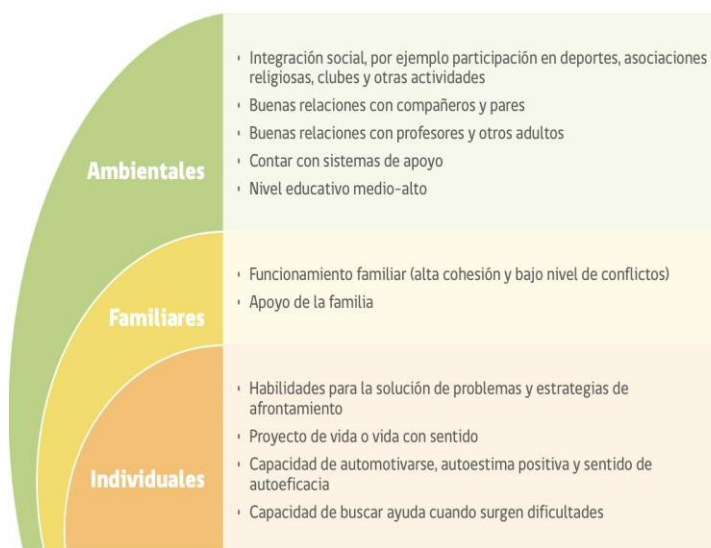 Ambientales
• Integración social, por ejemplo participación en deportes, asociaciones
religiosas, clubes y otras actividades
• Buenas relaciones con compañeros y pares
• Buenas relaciones con profesores y otros adultos
• Contar con sistemas de apoyo
• Nivel educativo medio-alto
Familiares
• Funcionamiento familiar (alta cohesión y bajo nivel de conflictos)
• Apoyo de la familia
Individuales
• Habilidades para la solución de problemas y estrategias de
afrontamiento
• Proyecto de vida o vida con sentido
• Capacidad de automotivarse, autoestima positiva y sentido de
autoeficacia
• Capacidad de buscar ayuda cuando surgen dificultades